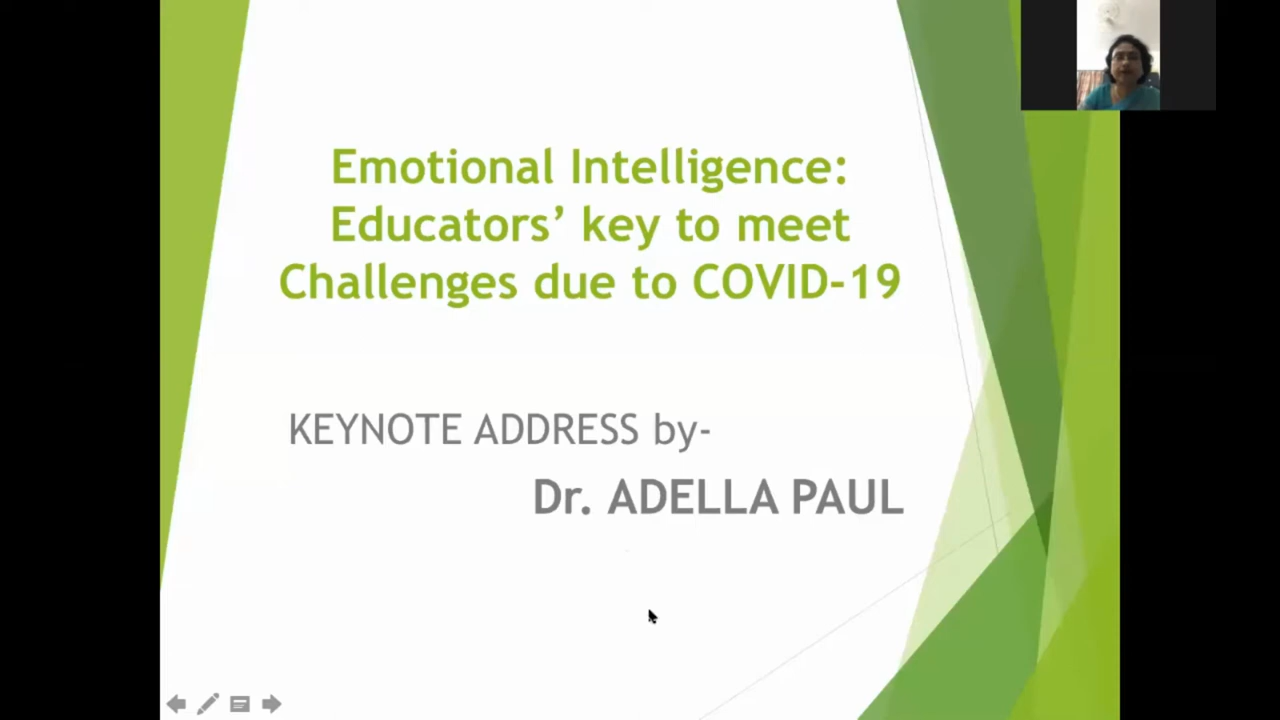 Emotional Intelligence:
Educators’ key to meet
Challenges due to COVID-19
KEYNOTE ADDRESS by-
Dr. ADELLA PAUL